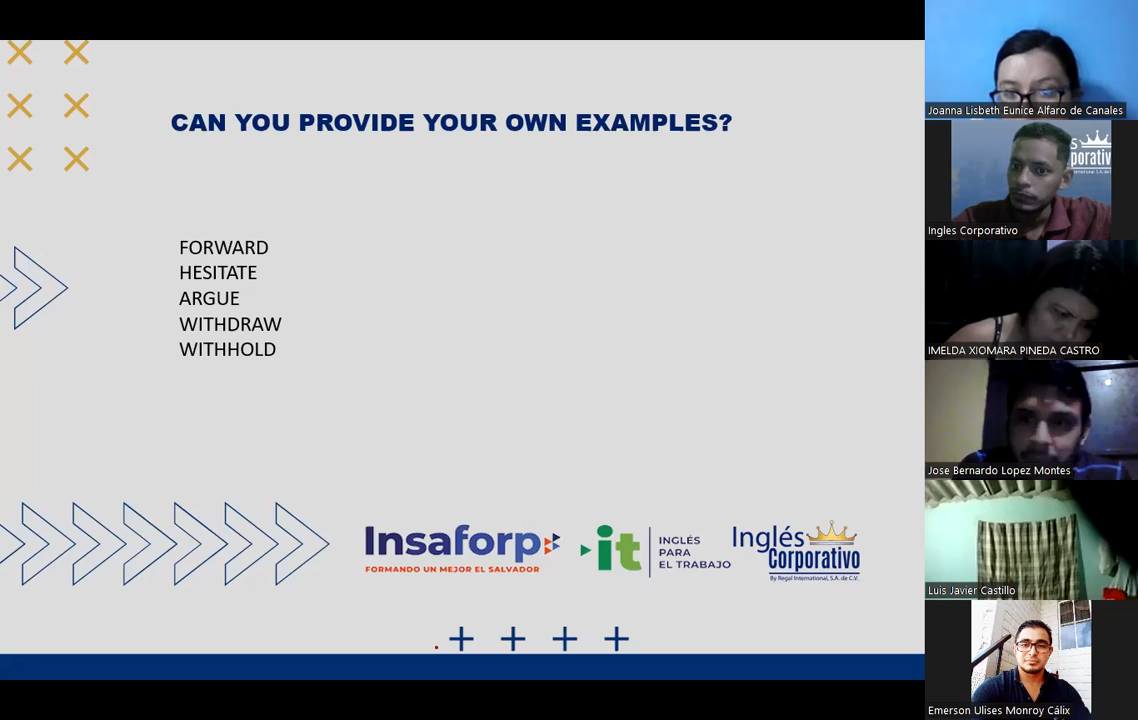 CAN YOU PROVIDE YOUR OWN EXAMPLES?
FORWARD
HESITATE
ARGUE
WITHDRAW
WITHHOLD
Insaforp
FORMANDO UN MEJOR EL SALVADOR
it
INGLÉS
PARA
EL TRABAJO
Inglés
Corporativo
By Regal International, S.A. de C.V.
Joanna Lisbeth Eunice Alfaro de Canales
Ingles Corporativo
IMELDA XIOMARA PINEDA CASTRO
Jose Bernardo Lopez Montes
Luis Javier Castillo
Emerson Ulises Monroy Cálix